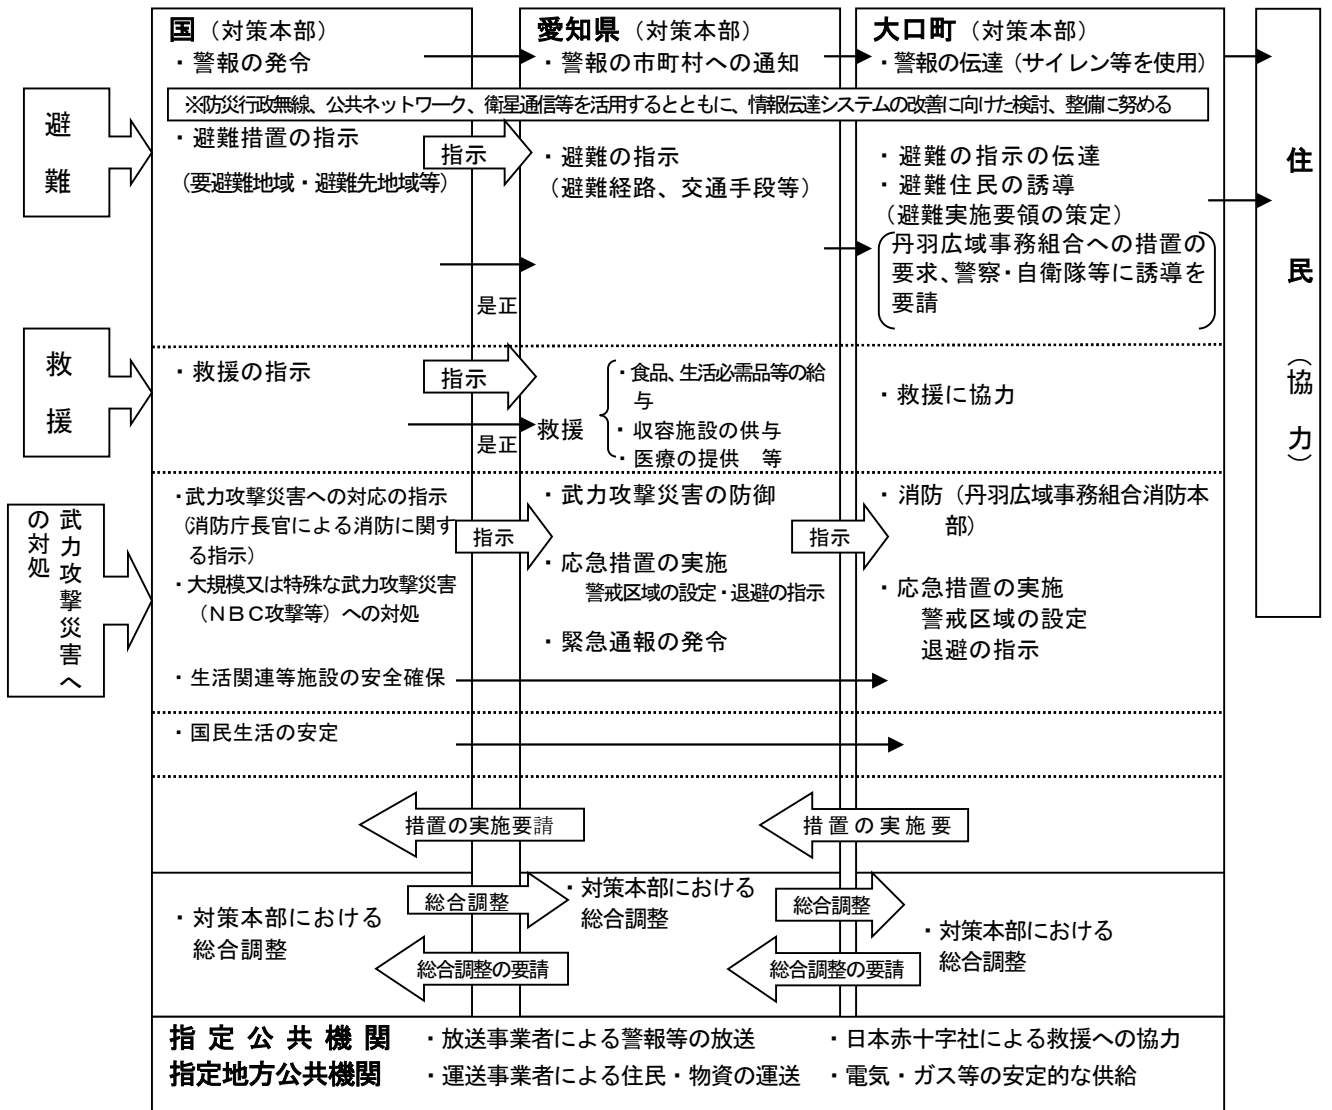 国（対策本部）
・警報の発令
愛知県（対策本部）
・警報の市町村への通知
大口町（対策本部）
・警報の伝達（サイレン等を使用）
※防災行政無線、公共ネットワーク、衛星通信等を活用するとともに、情報伝達システムの改善に向けた検討、整備に努める
避
難
・避難措置の指示
（要避難地域・避難先地域等）
指示
・避難の指示
（避難経路、交通手段等）
・避難の指示の伝達
・避難住民の誘導
（避難実施要領の策定）
丹羽広域事務組合への措置の
要求、警察・自衛隊等に誘導を
要請
是正
住
民
（協力）
救
援
・救援の指示
指示
是正
救援
・食品、生活必需品等の給
与
・収容施設の供与
・医療の提供　等
・救援に協力
武力攻撃災害へ
の対処
・武力攻撃災害への対応の指示
（消防庁長官による消防に関す
る指示）
・大規模又は特殊な武力攻撃災害
（ＮＢＣ攻撃等）への対処
・生活関連等施設の安全確保
指示
・武力攻撃災害の防御
・応急措置の実施
警戒区域の設定・退避の指示
・緊急通報の発令
指示
・消防（丹羽広域事務組合消防本
部）
・応急措置の実施
警戒区域の設定
退避の指示
・国民生活の安定
措置の実施要請
措置の実施要
・対策本部における
総合調整
総合調整
総合調整の要請
・対策本部における
総合調整
総合調整
総合調整の要請
・対策本部における
総合調整
指定公共機関
・放送事業者による警報等の放送
・日本赤十字社による救援への協力
指定地方公共機関
・運送事業者による住民・物資の運送
・電気・ガス等の安定的な供給